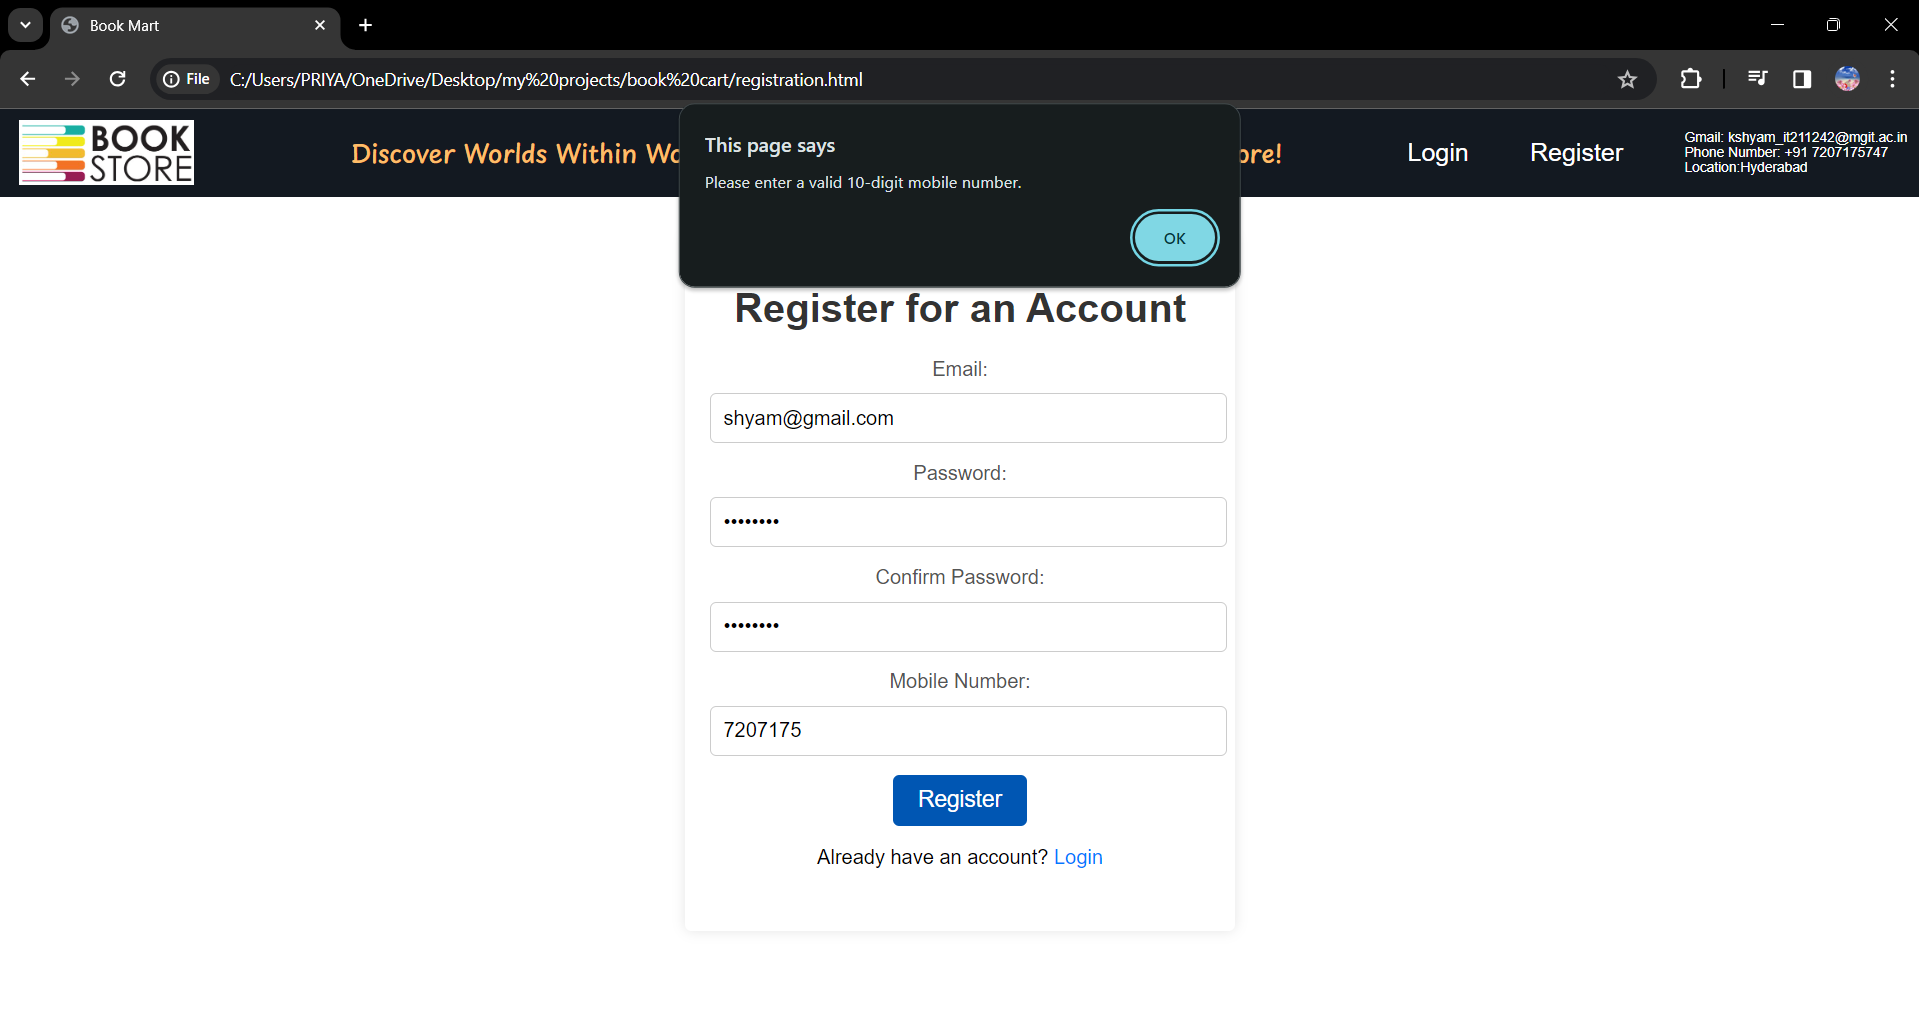 Book Mart
File
C:/Users/PRIYA/OneDrive/Desktop/my%20projects/book%20cart/registration.html
BOOK
STORE
Discover Worlds Within
Login
Register
Gmail: kshyam_it211242@mgit.ac.in
Phone Number: +91 7207175747
Location:Hyderabad
This page says
Please enter a valid 10-digit mobile number.
OK
Register for an Account
Email:
shyam@gmail.com
Password:
••••••••
Confirm Password:
••••••••
Mobile Number:
7207175
Register
Already have an account? Login